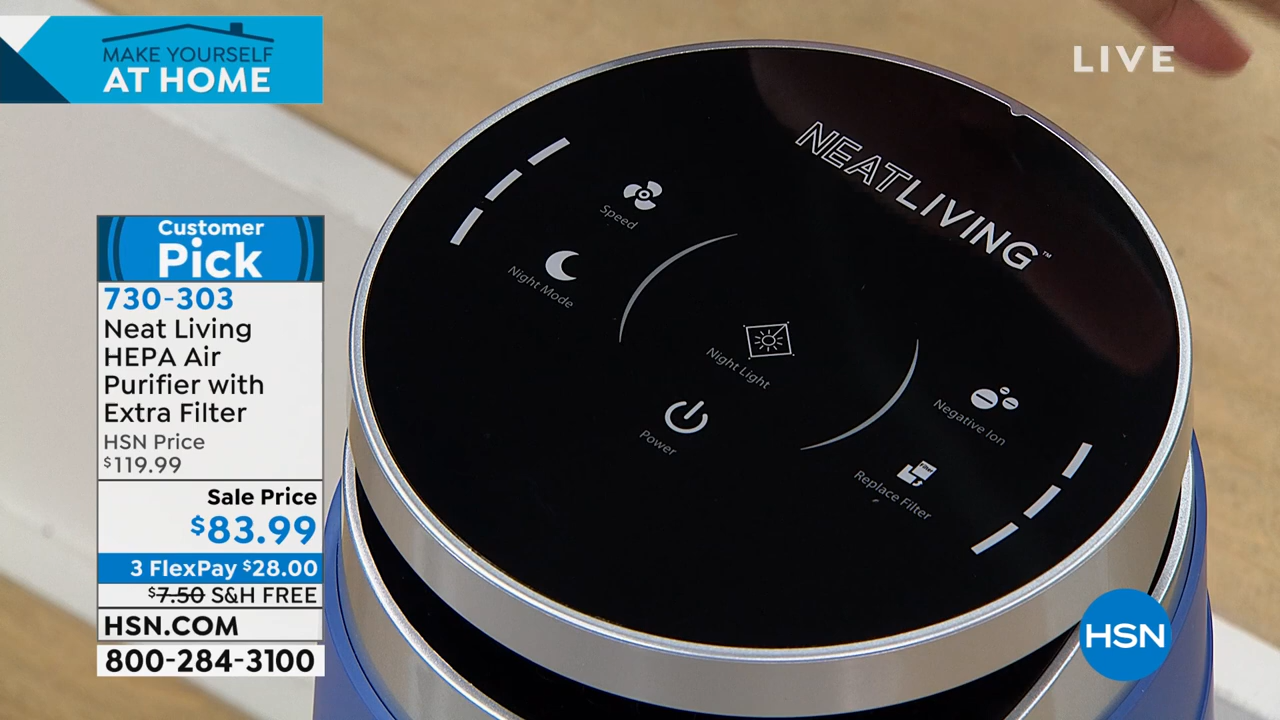 MAKE YOURSELF
AT HOME
LIVE
Customer
Pick
730-303
Neat Living
HEPA Air
Purifier with
Extra Filter
HSN Price
$119.99
Sale Price
$83.99
3 FlexPay $28.00
$7.50 S&H FREE
HSN.COM
800-284-3100
NEATLIVING™
Speed
Night Mode
Night Light
Power
Negative Ion
Replace Filter
HSN